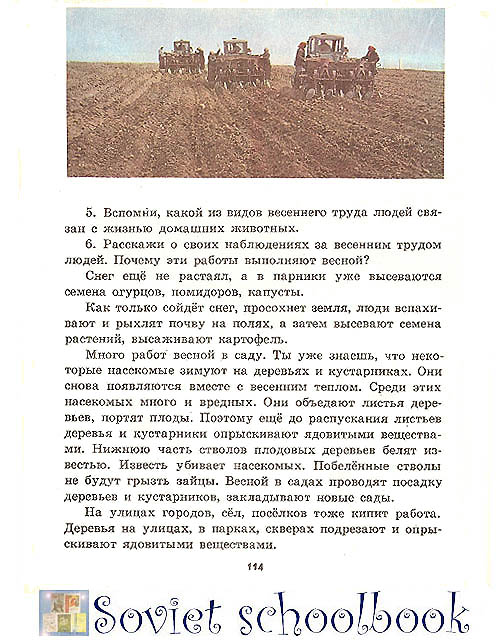 5. Вспомни, какой из видов весеннего труда людей свя-
зан с жизнью домашних животных.
6. Расскажи о своих наблюдениях за весенним трудом
людей. Почему эти работы выполняют весной?
Снег ещё не растаял, а в парники уже высеваются
семена огурцов, помидоров, капусты.
Как только сойдёт снег, просохнет земля, люди вспахи-
вают и рыхлят почву на полях, а затем высевают семена
растений, высаживают картофель.
Много работ весной в саду. Ты уже знаешь, что неко-
торые насекомые зимуют на деревьях и кустарниках. Они
снова появляются вместе с весенним теплом. Среди этих
насекомых много и вредных. Они объедают листья дере-
вьев, портят плоды. Поэтому ещё до распускания листьев
деревья и кустарники опрыскивают ядовитыми вещества-
ми. Нижнюю часть стволов плодовых деревьев белят из-
вестью. Известь убивает насекомых. Побелённые стволы
не будут грызть зайцы. Весной в садах проводят посадку
деревьев и кустарников, закладывают новые сады.
На улицах городов, сёл, посёлков тоже кипит работа.
Деревья на улицах, в парках, скверах подрезают и опры-
скивают ядовитыми веществами.
114
Soviet schoolbook